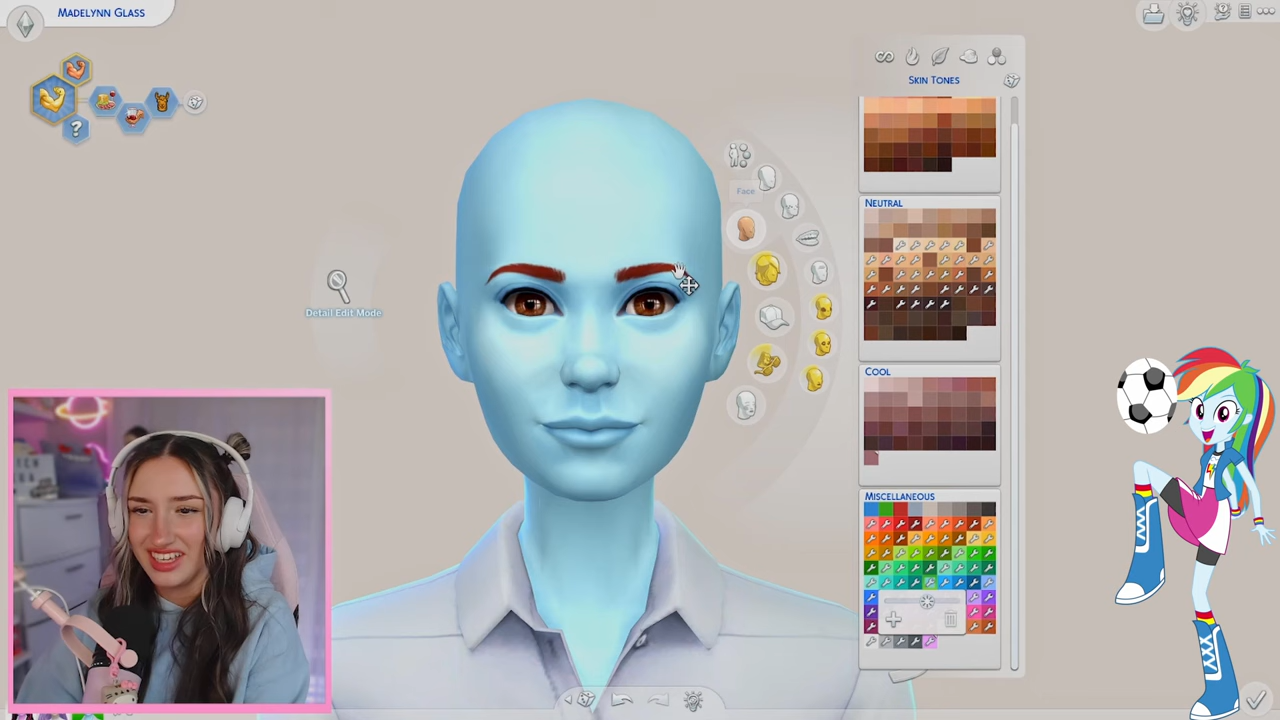 MADELYNN GLASS
SKIN TONES
Face
NEUTRAL
Detail Edit Mode
COOL
MISCELLANEOUS